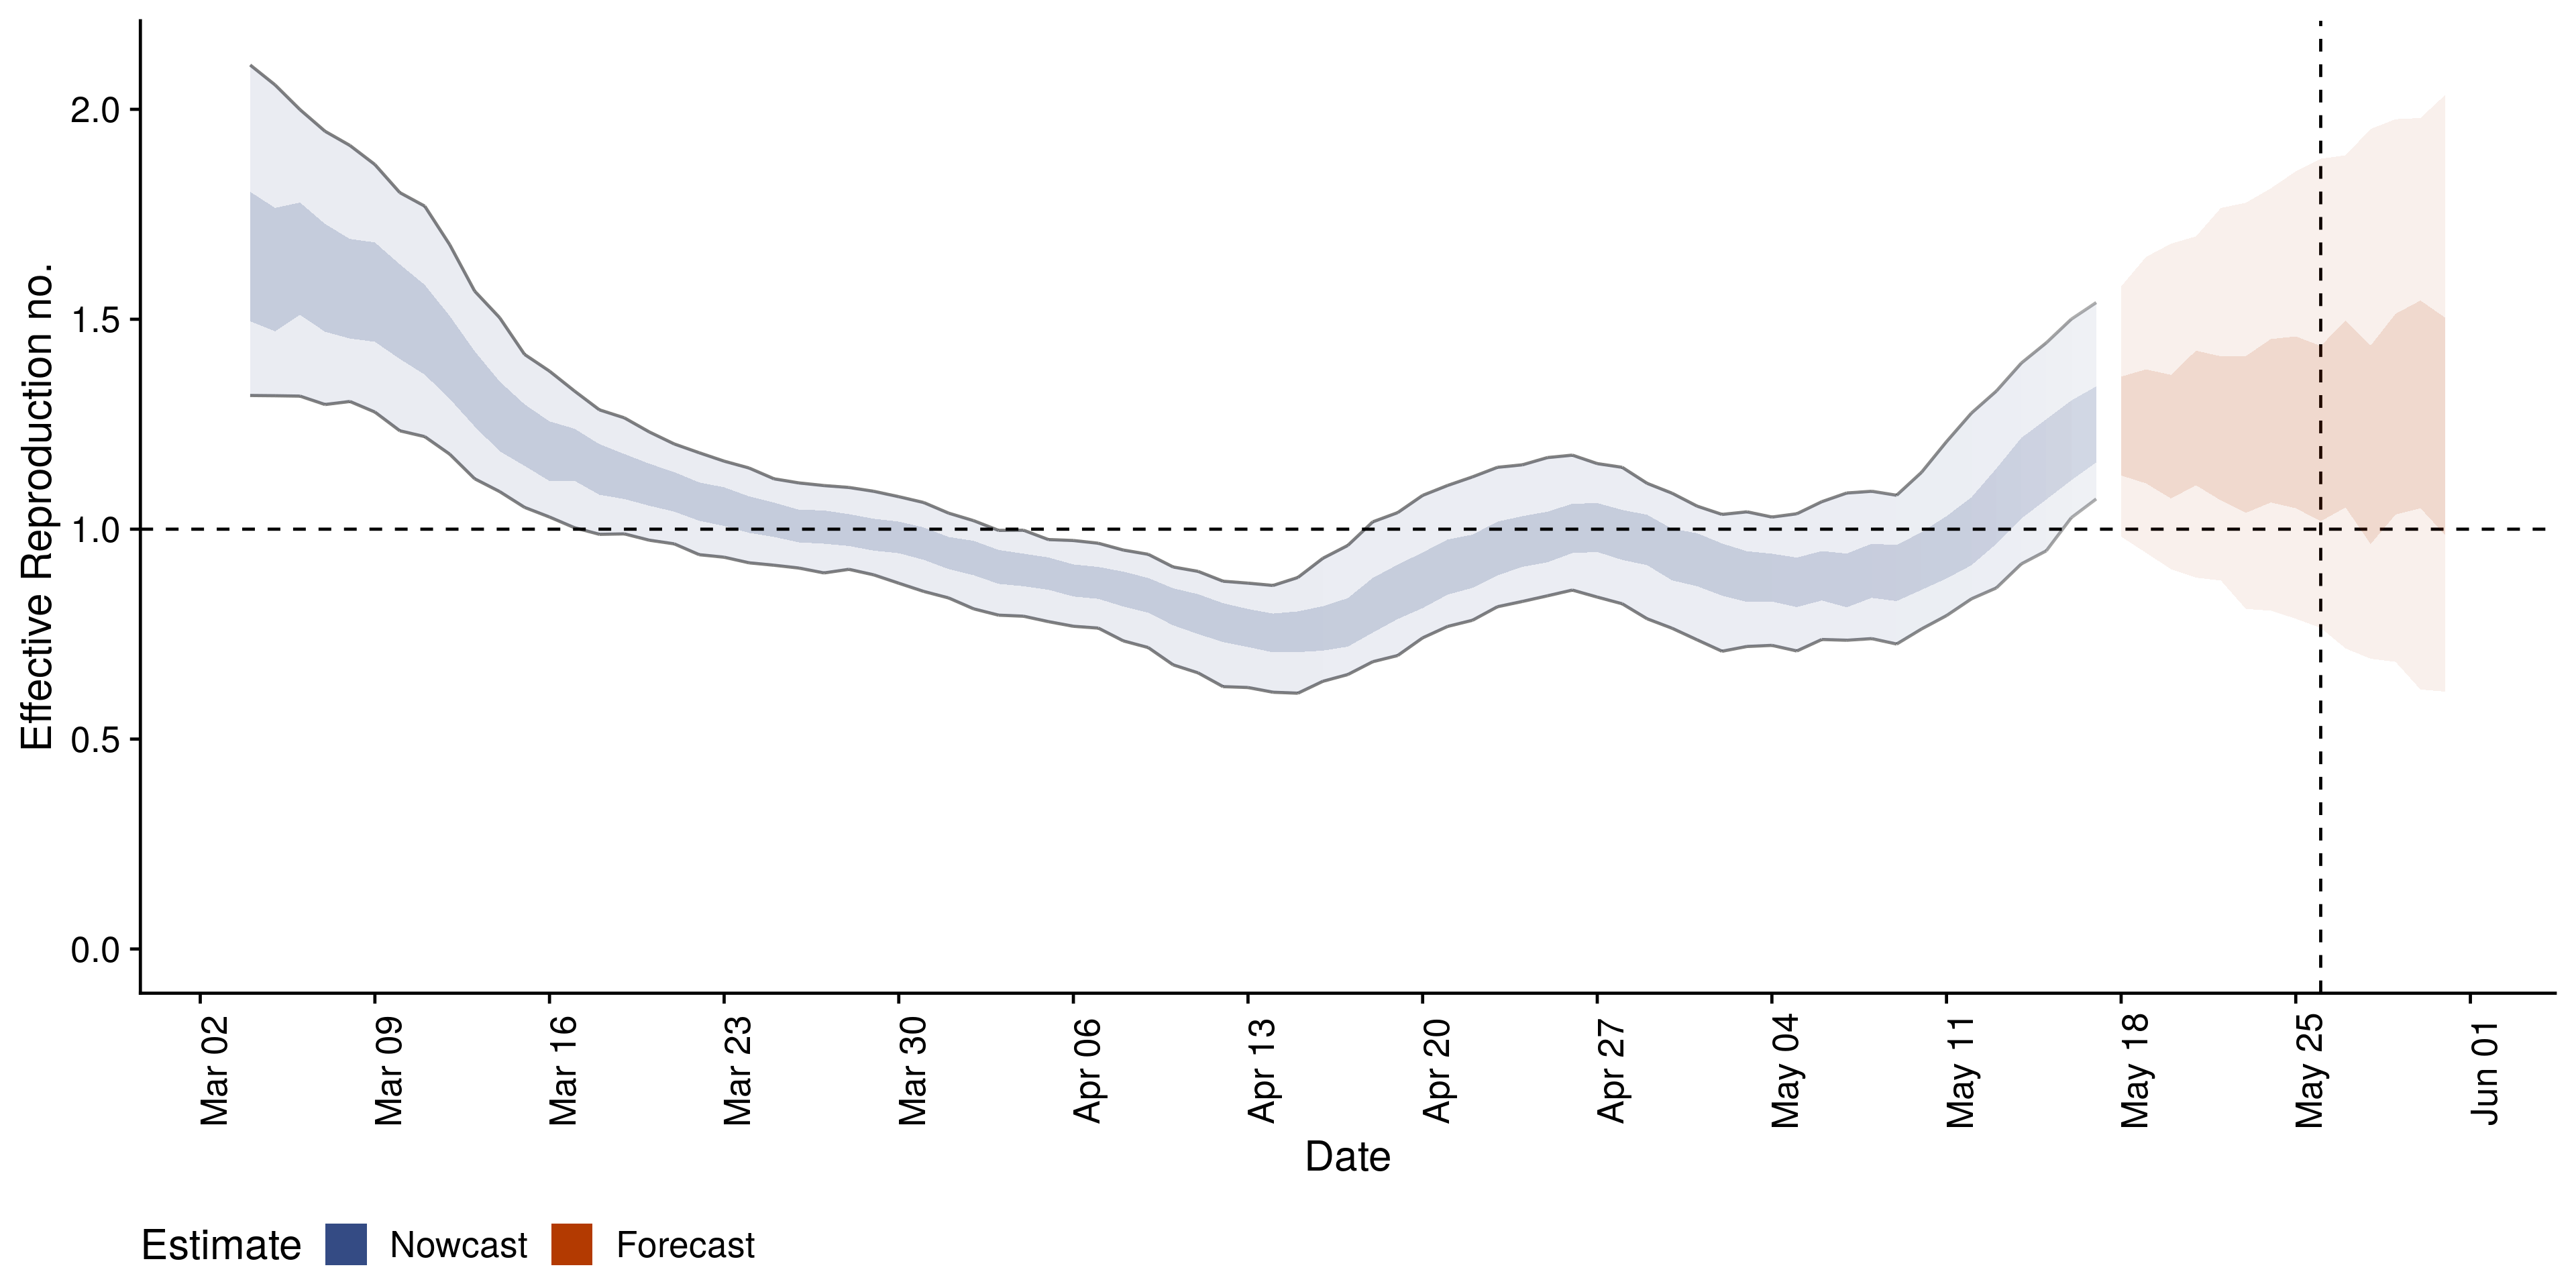 Effective Reproduction no.
2.0
1.5
1.0
0.5
0.0
Mar 02
Mar 09
Mar 16
Mar 23
Mar 30
Apr 06
Apr 13
Apr 20
Apr 27
May 04
May 11
May 18
May 25
Jun 01
Date
Estimate Nowcast Forecast